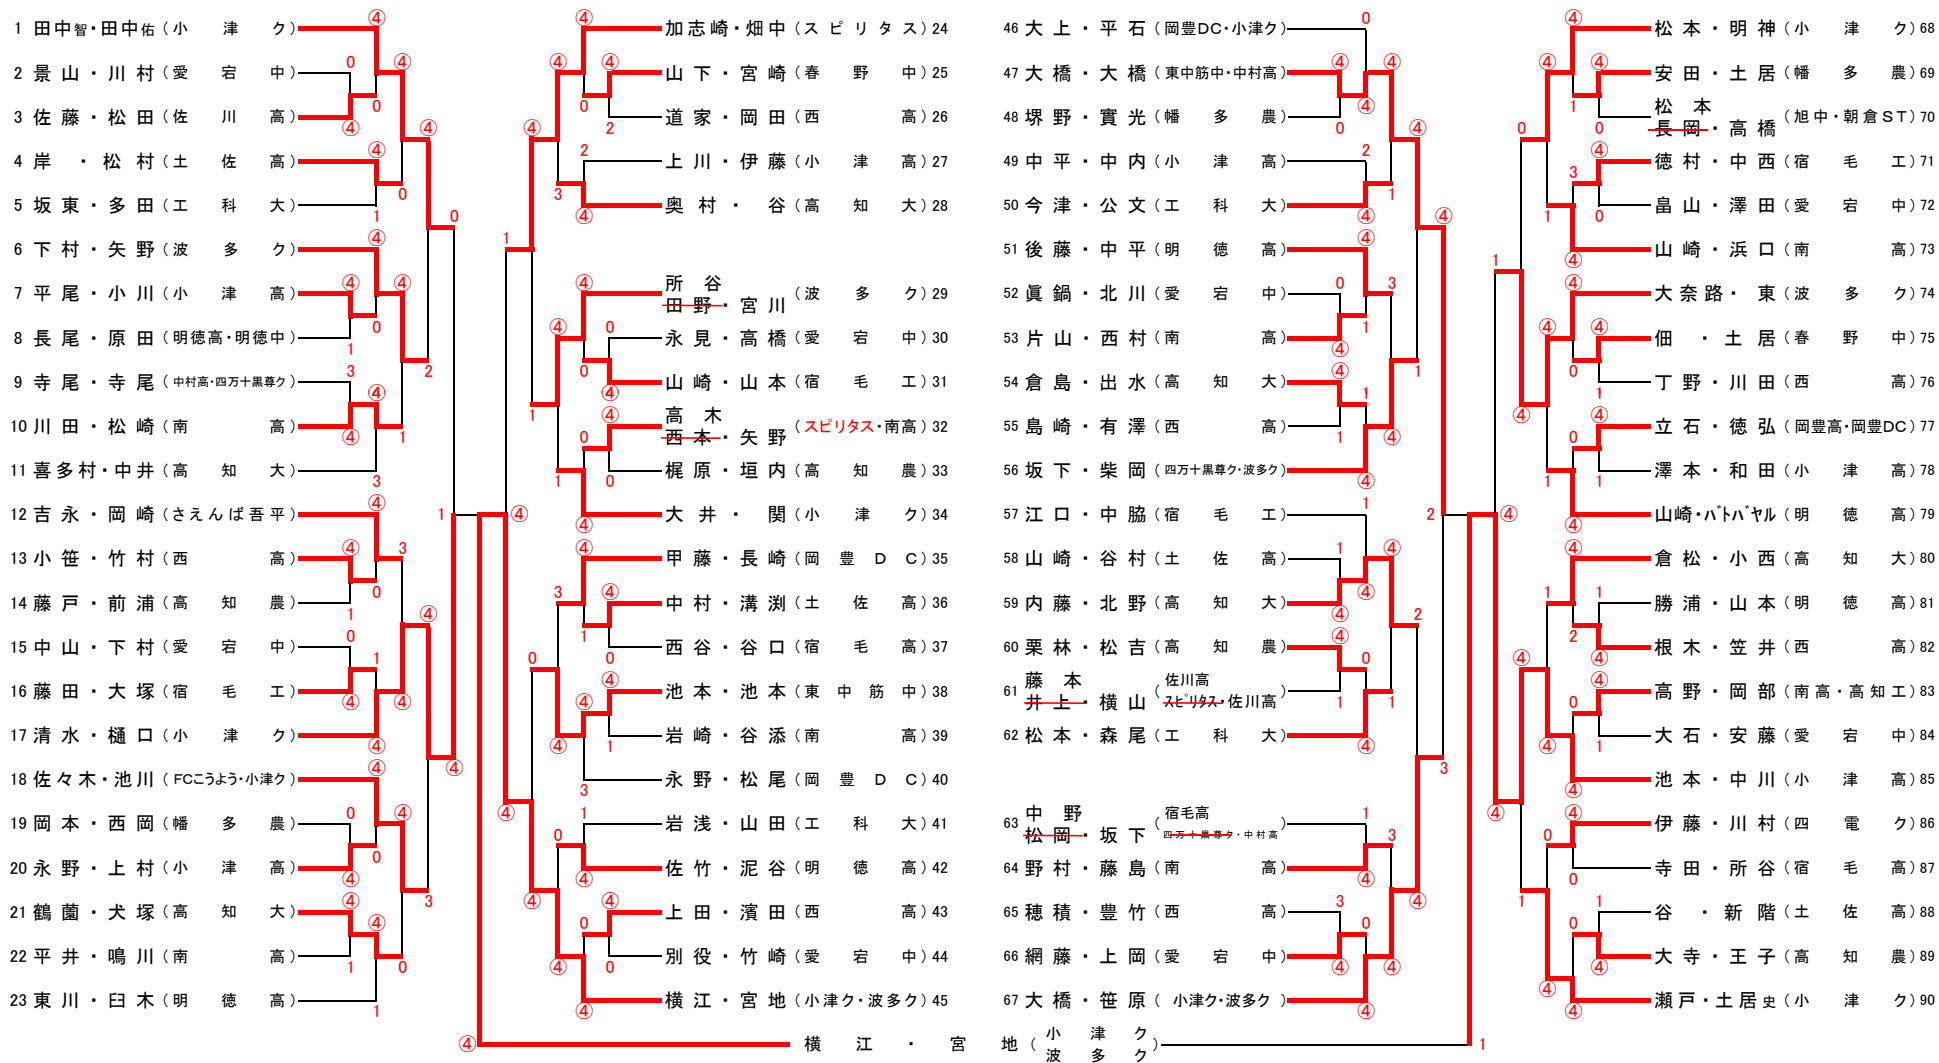 1 田中智・田中佑（小津ク）
2 景山・川村（愛宕中）
3 佐藤・松田（佐川高）
4 岸・松村（土佐高）
5 坂東・多田（工科大）
6 下村・矢野（波多ク）
7 平尾・小川（小津高）
8 長尾・原田（明徳高・明徳中）
9 寺尾・寺尾（中村高・四万十黒尊ク）
10 川田・松崎（南高）
11 喜多村・中井（高知大）
12 吉永・岡崎（さえんば吾平）
13 小笹・竹村（西高）
14 藤戸・前浦（高知農）
15 中山・下村（愛宕中）
16 藤田・大塚（宿毛工）
17 清水・樋口（小津ク）
18 佐々木・池川（FCこうよう・小津ク）
19 岡本・西岡（幡多農）
20 永野・上村（小津高）
21 鶴薗・犬塚（高知大）
22 平井・鳴川（南高）
23 東川・臼木（明徳高）
加志崎・畑中（スピリタス）24
山下・宮崎（春野中）25
道家・岡田（西高）26
上川・伊藤（小津高）27
奥村・谷（高知大）28
所谷
田野・宮川（波多ク）29
永見・高橋（愛宕中）30
山崎・山本（宿毛工）31
高木
西本・矢野（スピリタス・南高）32
梶原・垣内（高知農）33
大井・関（小津ク）34
甲藤・長崎（岡豊DC）35
中村・溝渕（土佐高）36
西谷・谷口（宿毛高）37
池本・池本（東中筋中）38
岩崎・谷添（南高）39
永野・松尾（岡豊DC）40
岩浅・山田（工科大）41
佐竹・泥谷（明徳高）42
上田・濱田（西高）43
別役・竹崎（愛宕中）44
横江・宮地（小津ク・波多ク）45
46 大上・平石（岡豊DC・小津ク）
47 大橋・大橋（東中筋中・中村高）
48 堺野・實光（幡多農）
49 中平・中内（小津高）
50 今津・公文（工科大）
51 後藤・中平（明徳高）
52 眞鍋・北川（愛宕中）
53 片山・西村（南高）
54 倉島・出水（高知大）
55 島崎・有澤（西高）
56 坂下・柴岡（四万十黒尊ク・波多ク）
57 江口・中脇（宿毛工）
58 山崎・谷村（土佐高）
59 内藤・北野（高知大）
60 栗林・松吉（高知農）
藤本 佐川高
61 井上・横山（スピリタス・佐川高）
62 松本・森尾（工科大）
中野 宿毛高
63 松岡・坂下（四万十黒尊ク・中村高）
64 野村・藤島（南高）
65 穂積・豊竹（西高）
66 網藤・上岡（愛宕中）
67 大橋・笹原（小津ク・波多ク）
松本・明神（小津ク）68
安田・土居（幡多農）69
松本
長岡・高橋（旭中・朝倉ST）70
徳村・中西（宿毛工）71
畠山・澤田（愛宕中）72
山崎・浜口（南高）73
大奈路・東（波多ク）74
佃・土居（春野中）75
丁野・川田（西高）76
立石・徳弘（岡豊高・岡豊DC）77
澤本・和田（小津高）78
山崎・バトバヤル（明徳高）79
倉松・小西（高知大）80
勝浦・山本（明徳高）81
根木・笠井（西高）82
高野・岡部（南高・高知工）83
大石・安藤（愛宕中）84
池本・中川（小津高）85
伊藤・川村（四電ク）86
寺田・所谷（宿毛高）87
谷・新階（土佐高）88
大寺・王子（高知農）89
瀬戸・土居史（小津ク）90
④ 横江・宮地（小津ク 波多ク）1